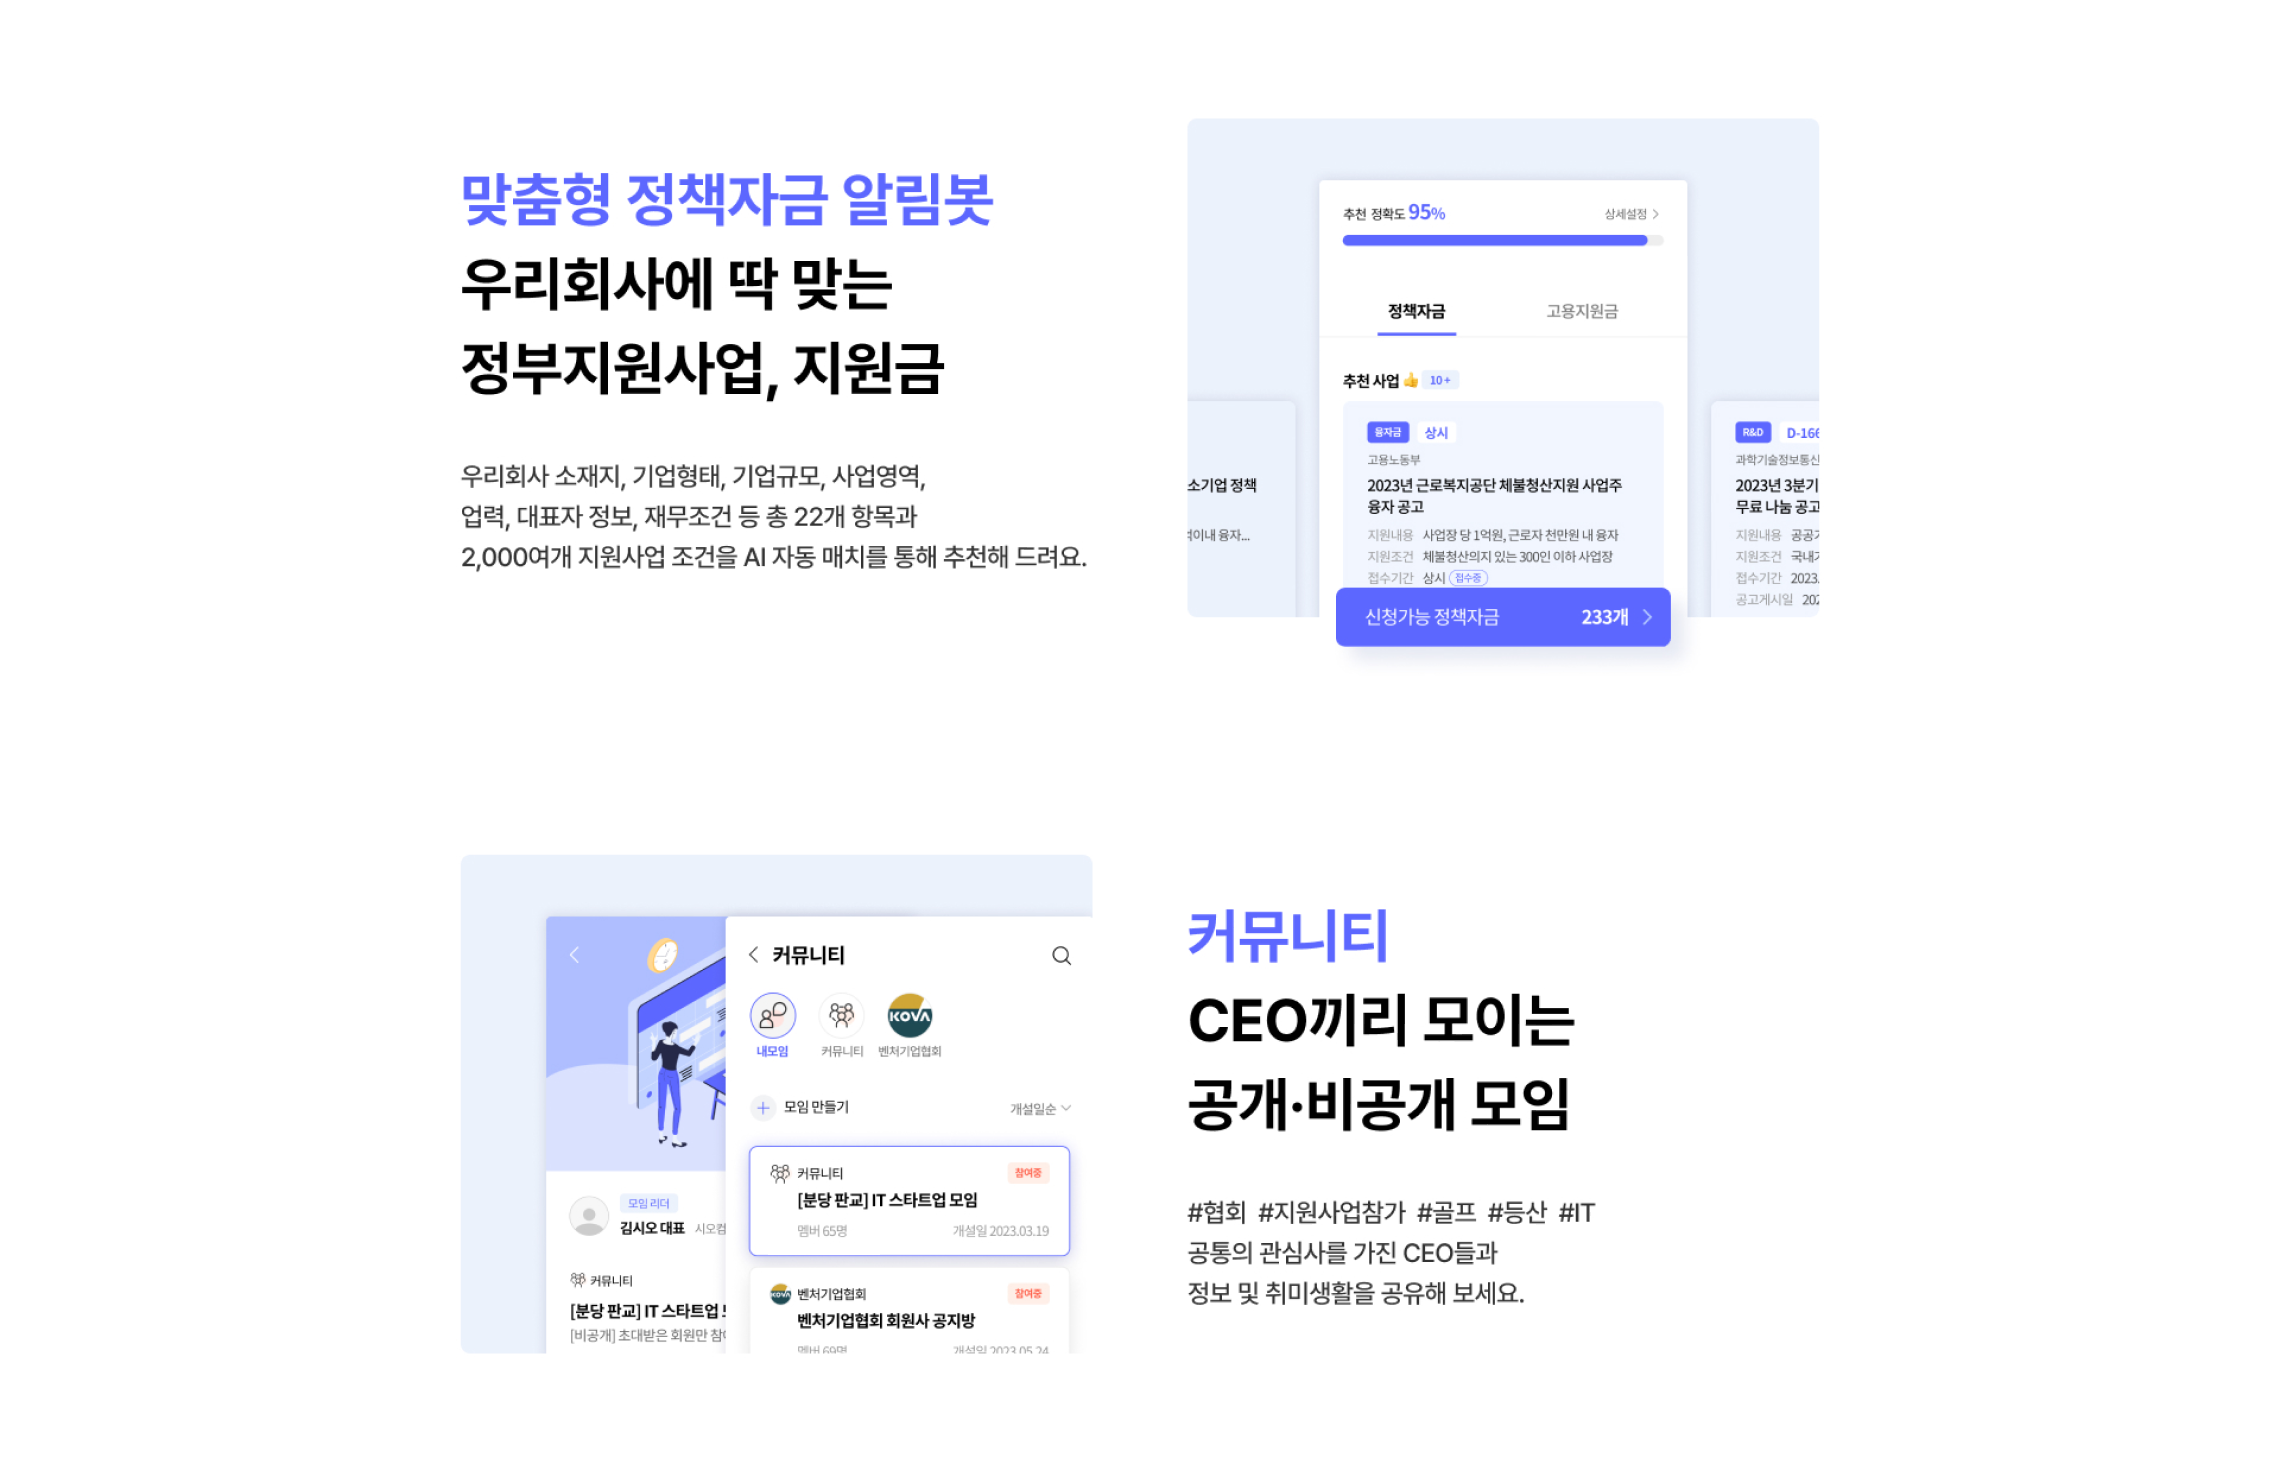 맞춤형 정책자금 알림봇
우리회사에 딱 맞는
정부지원사업, 지원금
우리회사 소재지, 기업형태, 기업규모, 사업영역,
업력, 대표자 정보, 재무조건 등 총 22개 항목과
2,000여개 지원사업 조건을 AI 자동 매치를 통해 추천해 드려요.
추천 정확도 95%
상세설정
정책자금
고용지원금
추천 사업 👍 10+
소기업 정책
이내 융자...
융자금 상시
고용노동부
2023년 근로복지공단 체불청산지원 사업주
융자 공고
지원내용 사업장 당 1억원, 근로자 천만원 내 융자
지원조건 체불청산의지 있는 300인 이하 사업장
접수기간 상시 접수중
신청가능 정책자금 233개
R&D D-166
과학기술정보통신
2023년 3분기
무료 나눔 공고
지원내용 공공
지원조건 국내
접수기간 2023.
공고게시일 202
모임 리더
김시오 대표 시오컴
커뮤니티
[분당 판교] IT 스타트업
[비공개] 초대받은 회원만
커뮤니티
KOVA
내모임
커뮤니티
벤처기업협회
모임 만들기
개설일순
커뮤니티 참여중
[분당 판교] IT 스타트업 모임
멤버 65명 개설일 2023.03.19
KOVA 벤처기업협회 참여중
벤처기업협회 회원사 공지방
멤버 69명 개설일 2023.05.24
커뮤니티
CEO끼리 모이는
공개·비공개 모임
#협회 #지원사업참가 #골프 #등산 #IT
공통의 관심사를 가진 CEO들과
정보 및 취미생활을 공유해 보세요.